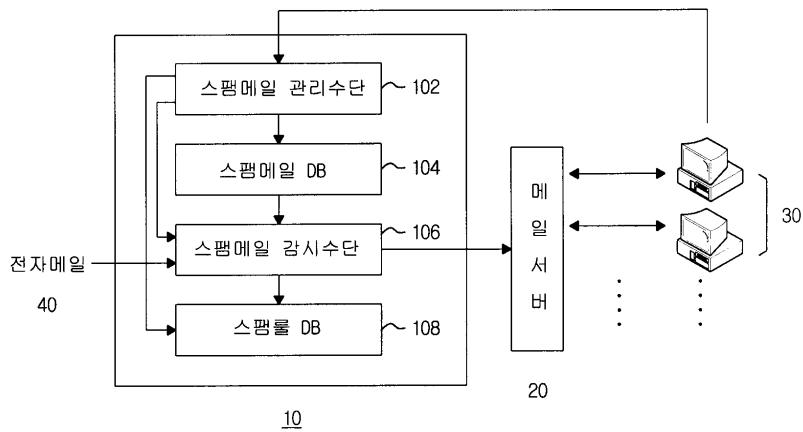 스팸메일 관리수단
102
스팸메일 DB
104
스팸메일 감시수단
106
전자메일
40
스팸룰 DB
108
10
메
일
서
버
20
30